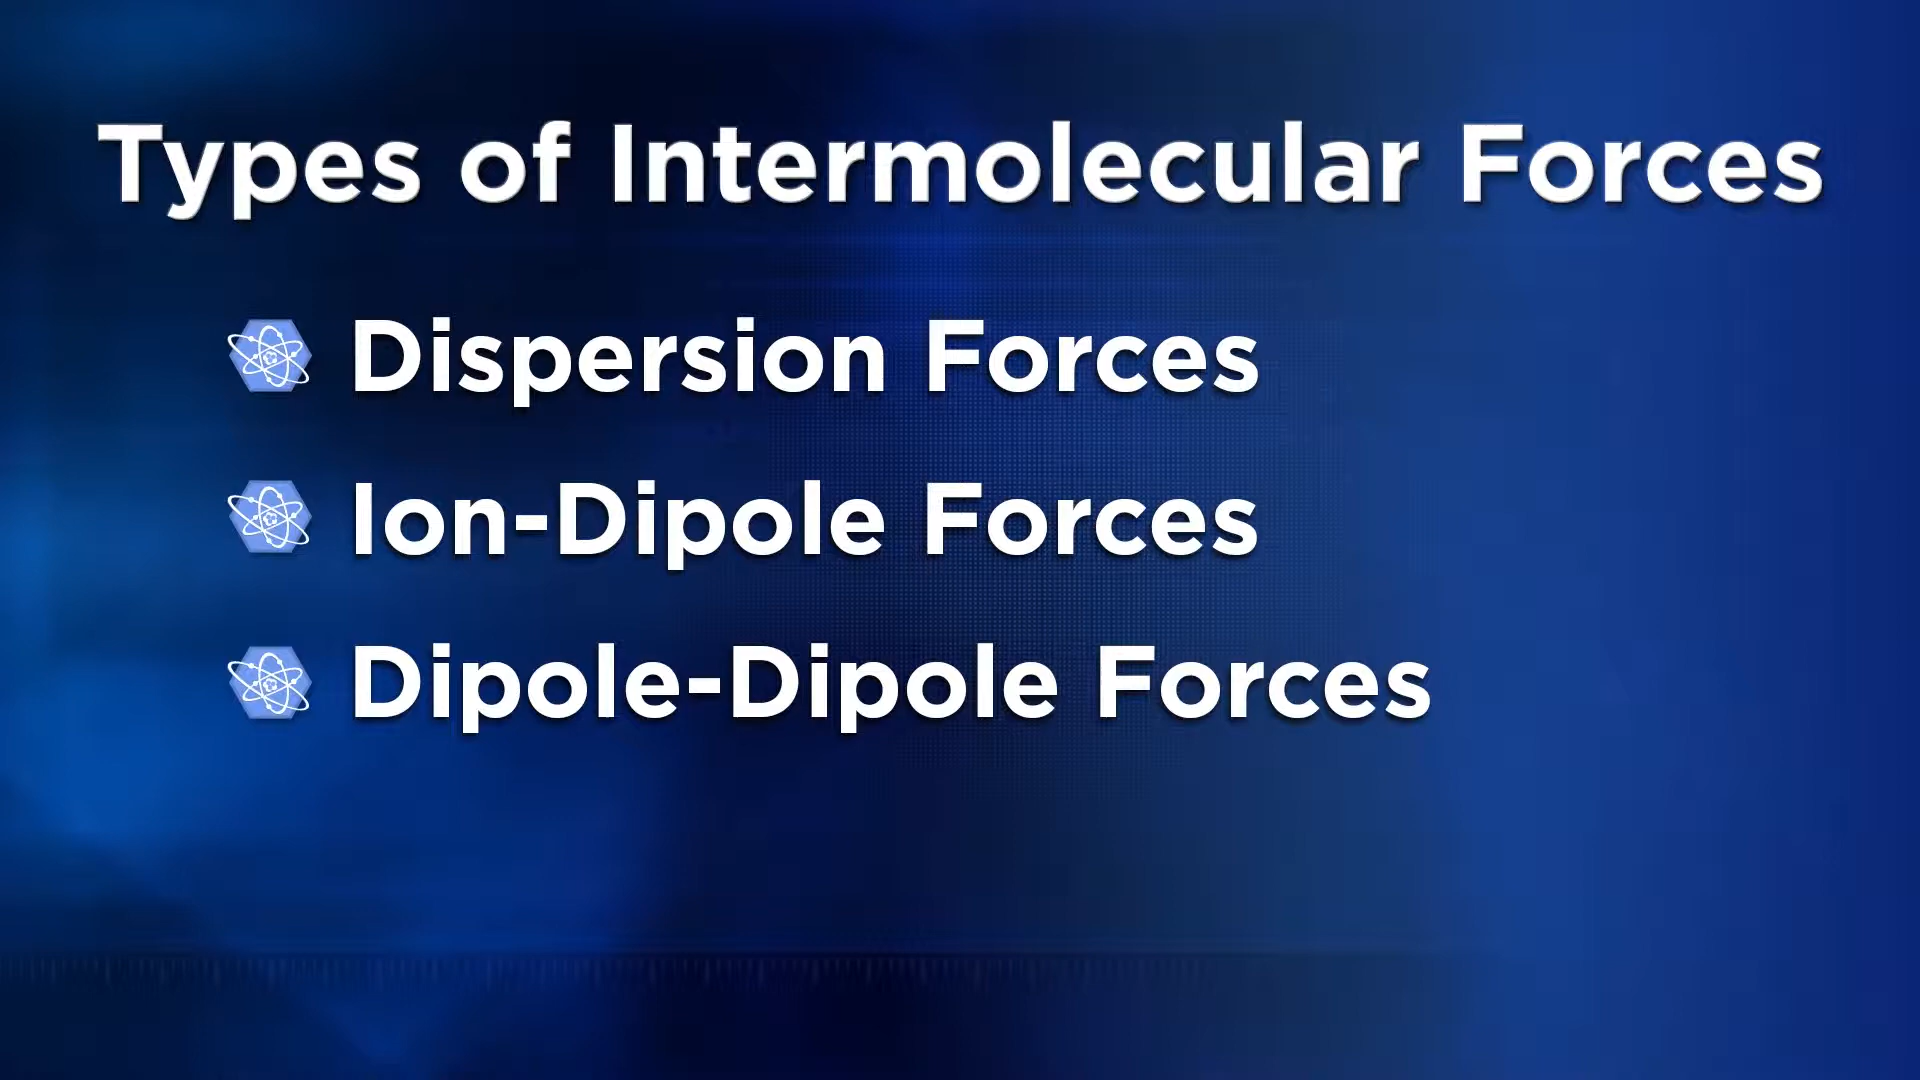 Types of Intermolecular Forces
Dispersion Forces
Ion-Dipole Forces
Dipole-Dipole Forces